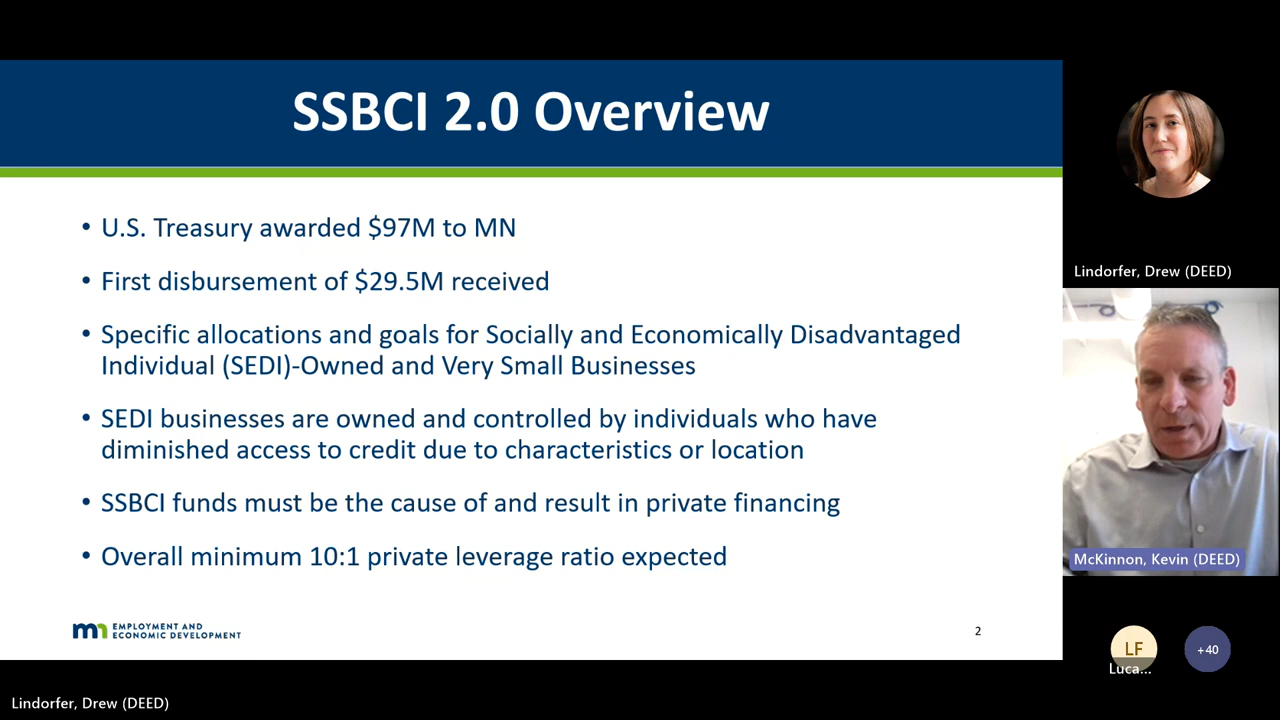 SSBCI 2.0 Overview
• U.S. Treasury awarded $97M to MN
• First disbursement of $29.5M received
• Specific allocations and goals for Socially and Economically Disadvantaged
Individual (SEDI)-Owned and Very Small Businesses
• SEDI businesses are owned and controlled by individuals who have
diminished access to credit due to characteristics or location
• SSBCI funds must be the cause of and result in private financing
• Overall minimum 10:1 private leverage ratio expected
mn EMPLOYMENT AND
ECONOMIC DEVELOPMENT
2
Lindorfer, Drew (DEED)
McKinnon, Kevin (DEED)
LF
Luca...
+40
Lindorfer, Drew (DEED)